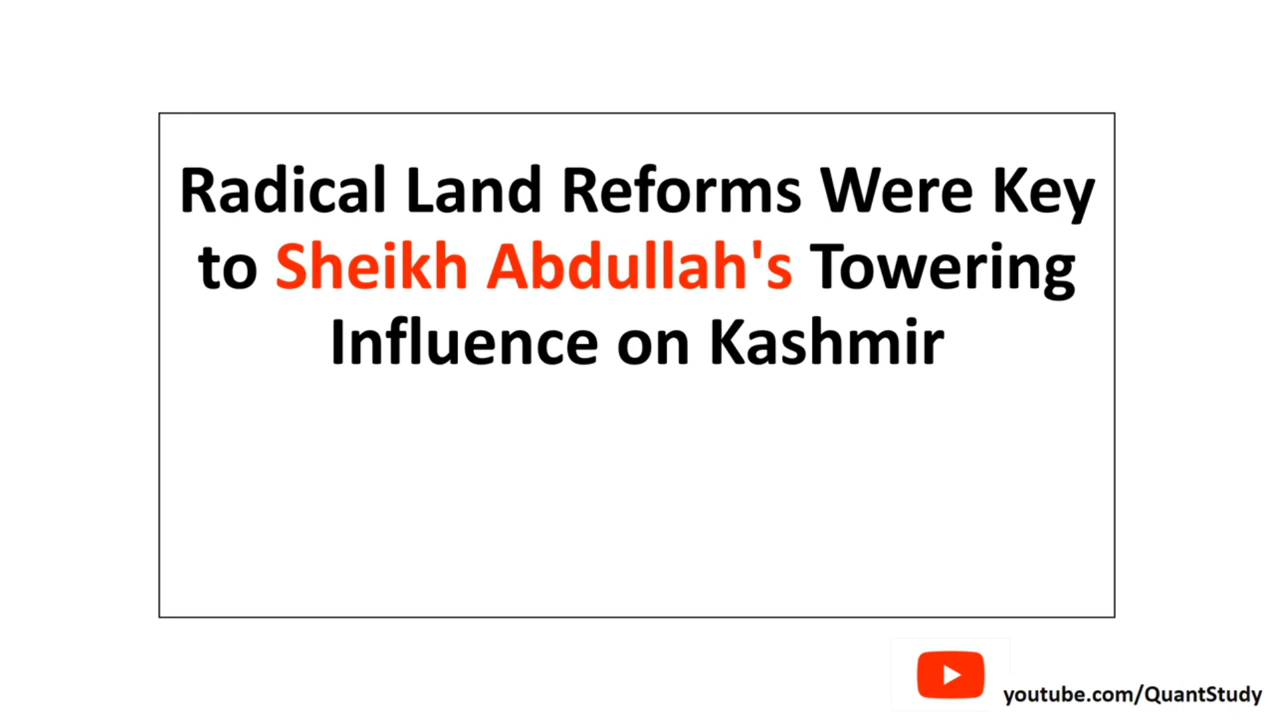 Radical Land Reforms Were Key
to Sheikh Abdullah's Towering
Influence on Kashmir
youtube.com/QuantStudy